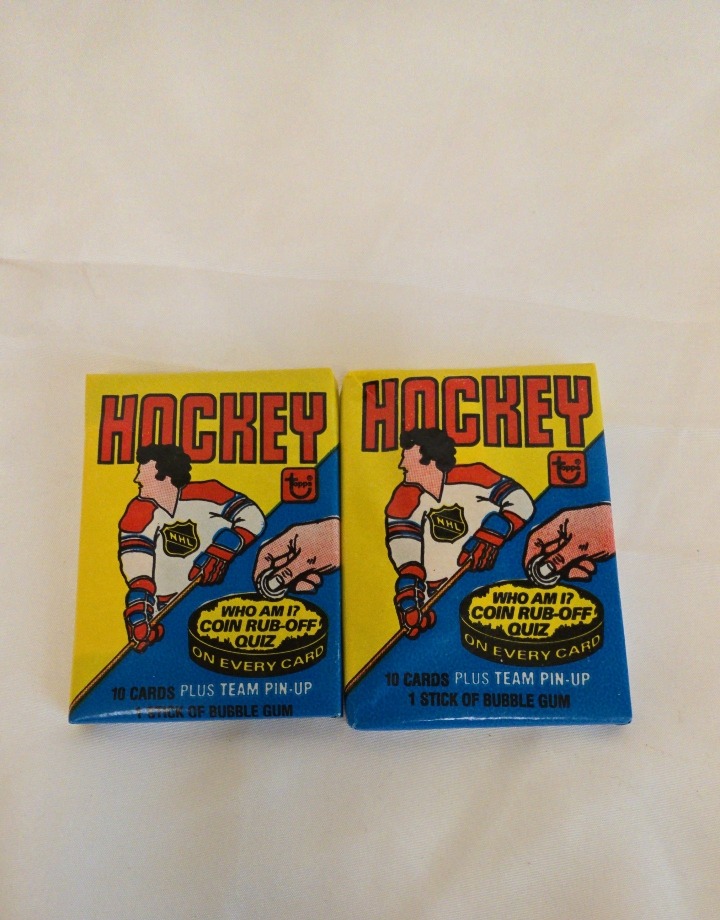 HOCKEY
topps
NHL
WHO AM I?
COIN RUB-OFF
QUIZ
ON EVERY CARD
10 CARDS PLUS TEAM PIN-UP
1 STICK OF BUBBLE GUM
HOCKEY
topps
NHL
WHO AM I?
COIN RUB-OFF
QUIZ
ON EVERY CARD
10 CARDS PLUS TEAM PIN-UP
1 STICK OF BUBBLE GUM